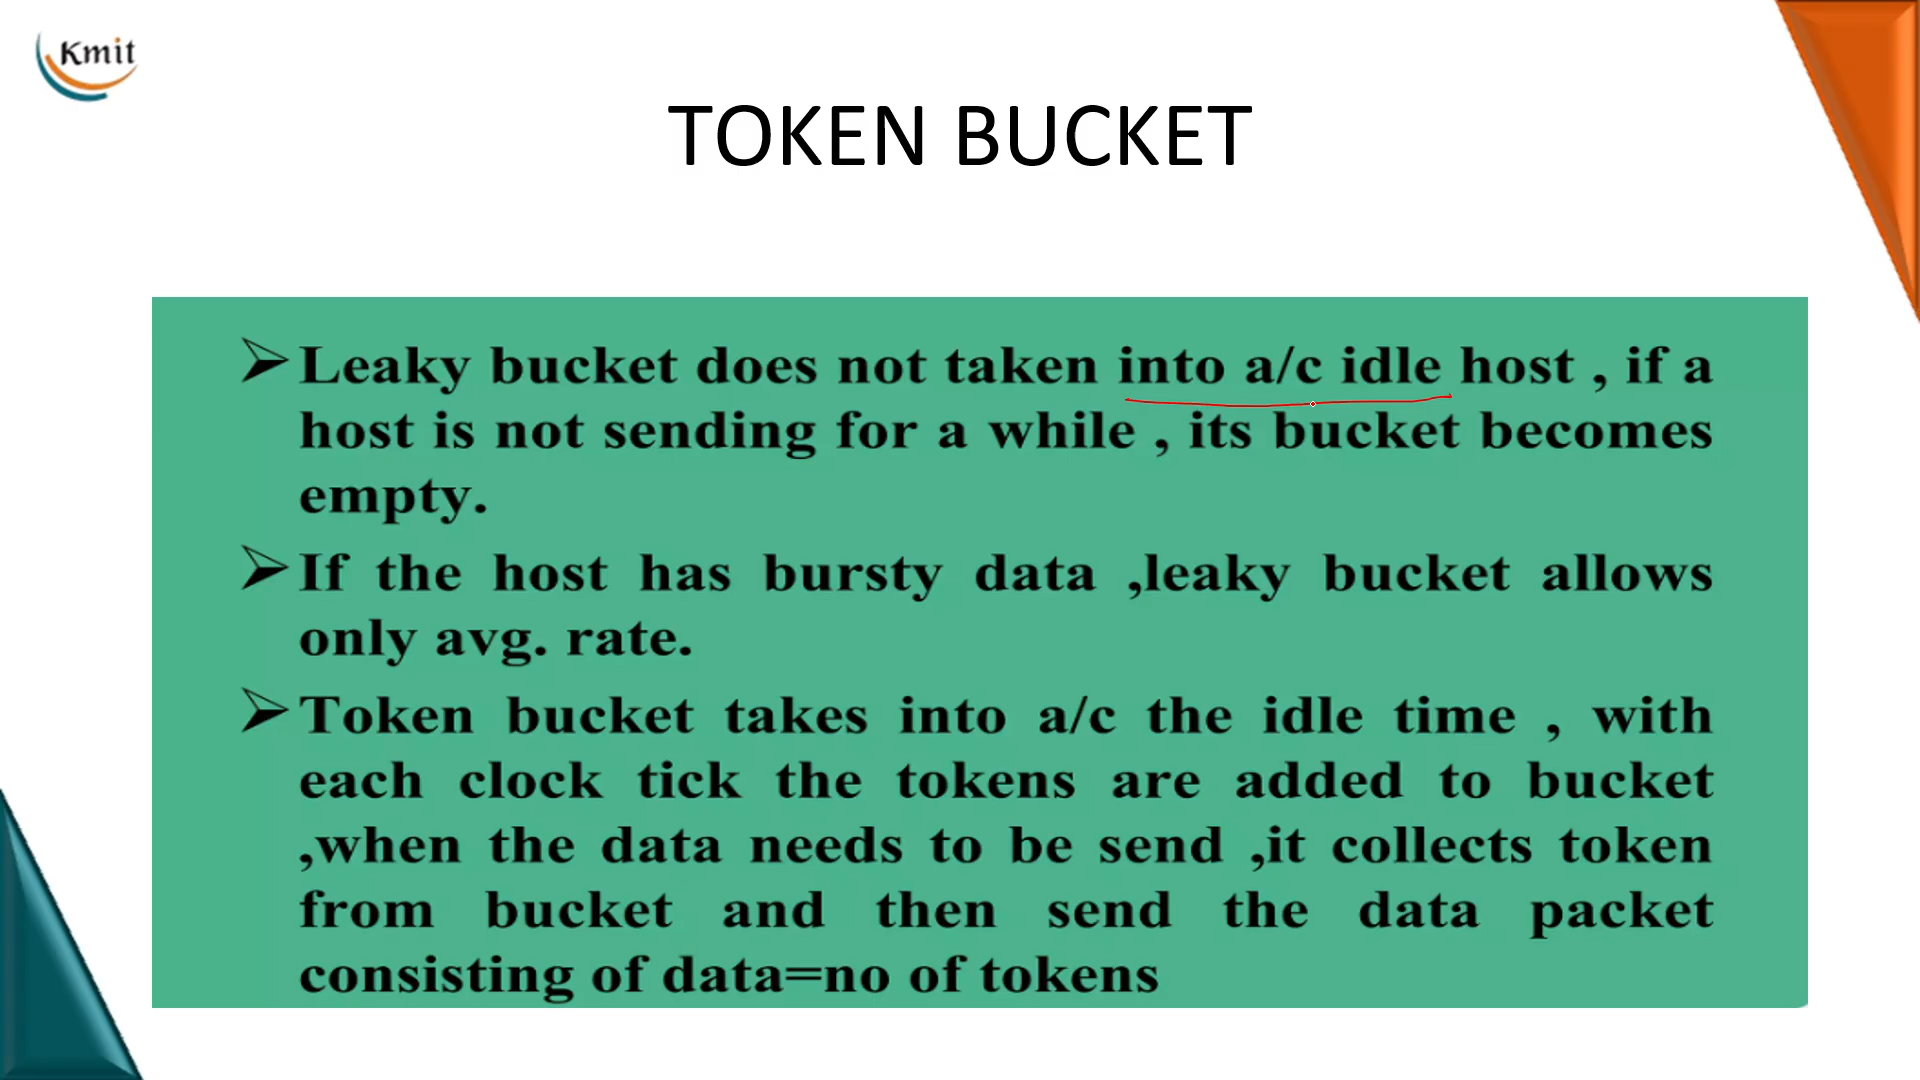 Kmit
TOKEN BUCKET
Leaky bucket does not taken into a/c idle host , if a
host is not sending for a while , its bucket becomes
empty.
If the host has bursty data ,leaky bucket allows
only avg. rate.
Token bucket takes into a/c the idle time , with
each clock tick the tokens are added to bucket
,when the data needs to be send ,it collects token
from bucket and then send the data packet
consisting of data=no of tokens